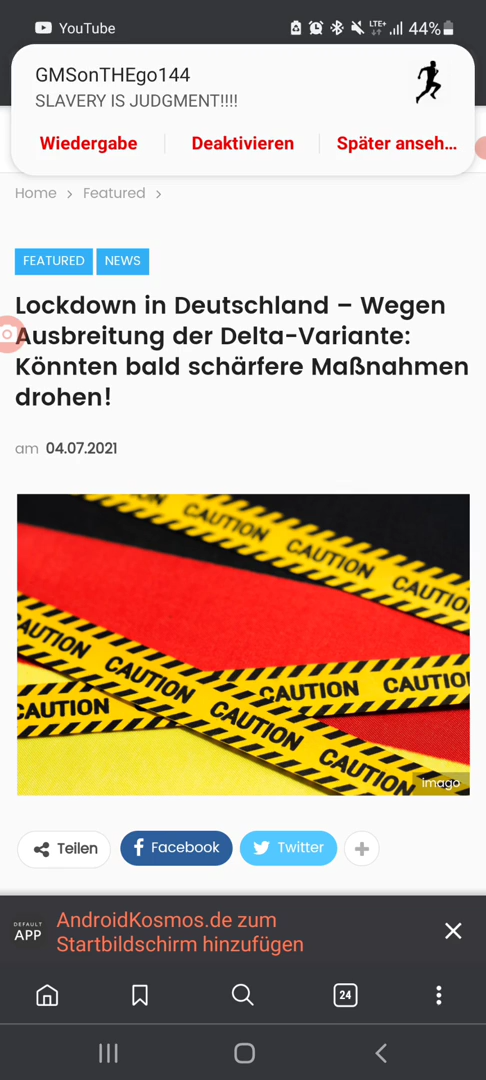 YouTube
LTE+
44%
GMSonTHEgo144
SLAVERY IS JUDGMENT!!!!
Wiedergabe Deaktivieren Später anseh...
Home > Featured >
FEATURED NEWS
Lockdown in Deutschland – Wegen
Ausbreitung der Delta-Variante:
Könnten bald schärfere Maßnahmen
drohen!
am 04.07.2021
CAUTION CAUTION CAUTION
CAUTION CAUTION CAUTION CAUTION
CAUTION CAUTION
CAUTION
imago
Teilen Facebook Twitter +
DEFAULT
APP
AndroidKosmos.de zum
Startbildschirm hinzufügen
24